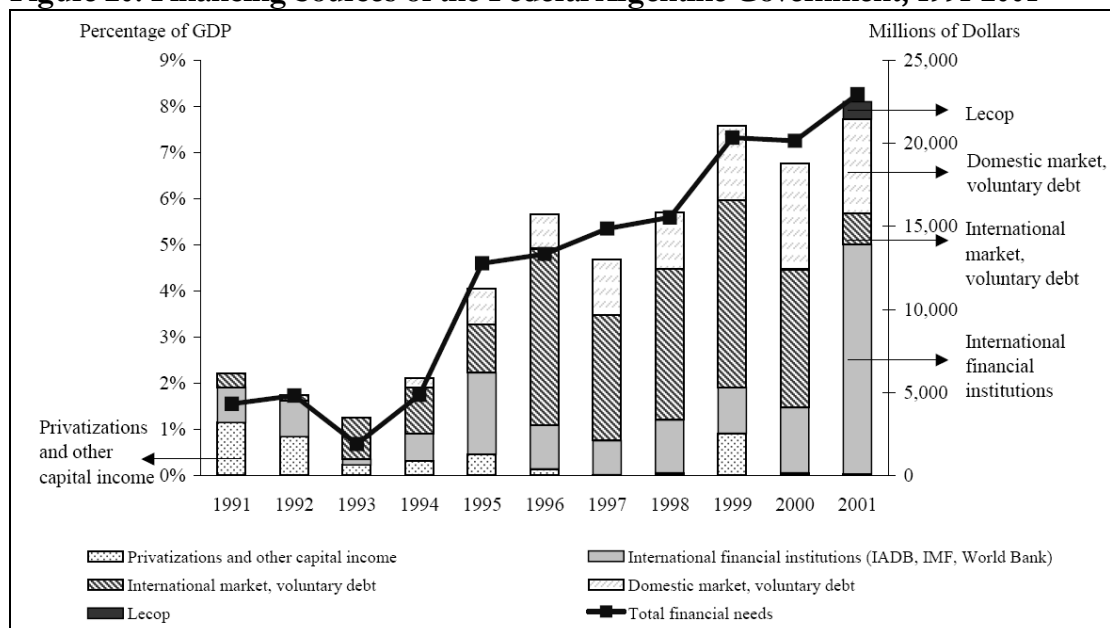 Figure 20: Financing Sources of the Federal Argentine Government, 1991-2001
Percentage of GDP
Millions of Dollars
9%
8%
7%
6%
5%
4%
3%
2%
1%
0%
25,000
20,000
15,000
10,000
5,000
0
Lecop
Domestic market,
voluntary debt
International
market,
voluntary debt
International
financial
institutions
Privatizations
and other
capital income
1991 1992 1993 1994 1995 1996 1997 1998 1999 2000 2001
Privatizations and other capital income
International financial institutions (IADB, IMF, World Bank)
International market, voluntary debt
Domestic market, voluntary debt
Lecop
Total financial needs